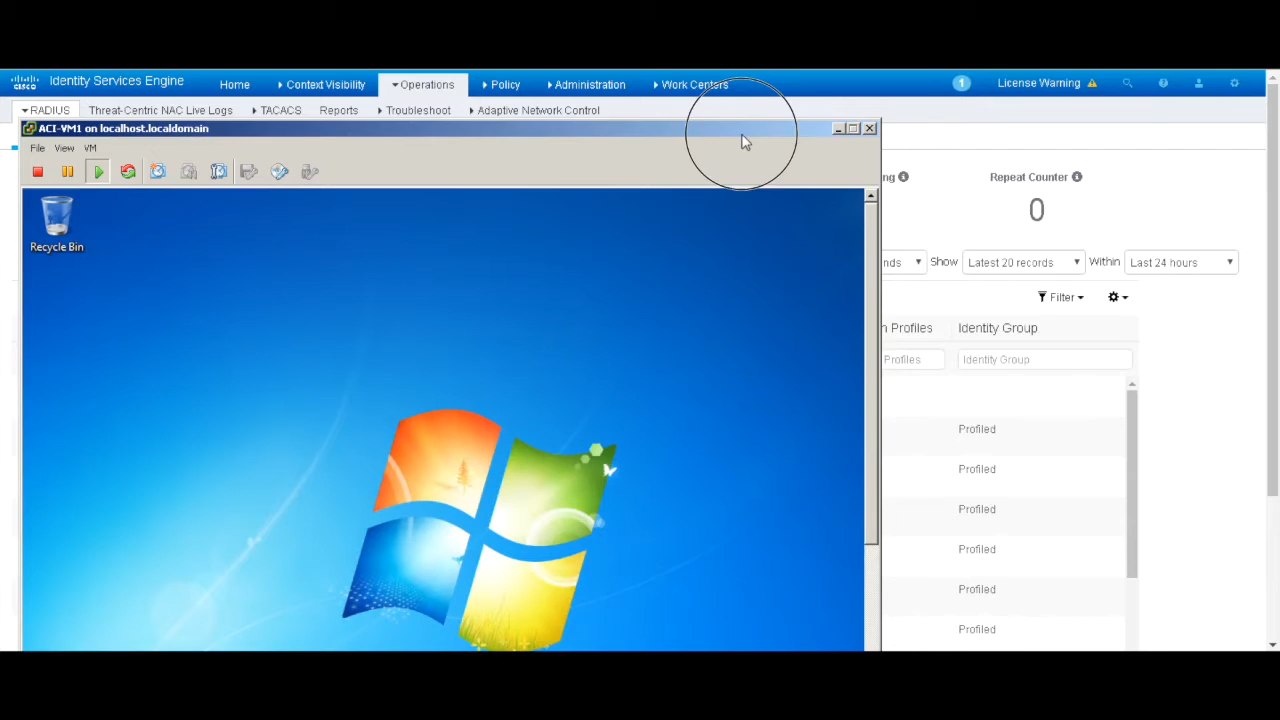 CISCO Identity Services Engine
Home Context Visibility Operations Policy Administration Work Centers 1 License Warning
RADIUS Threat-Centric NAC Live Logs TACACS Reports Troubleshoot Adaptive Network Control
ACI-VM1 on localhost.localdomain
File View VM
ng Repeat Counter
0
Recycle Bin
nds Show Latest 20 records Within Last 24 hours
Filter
n Profiles Identity Group
Profiles Identity Group
Profiled
Profiled
Profiled
Profiled
Profiled
Profiled